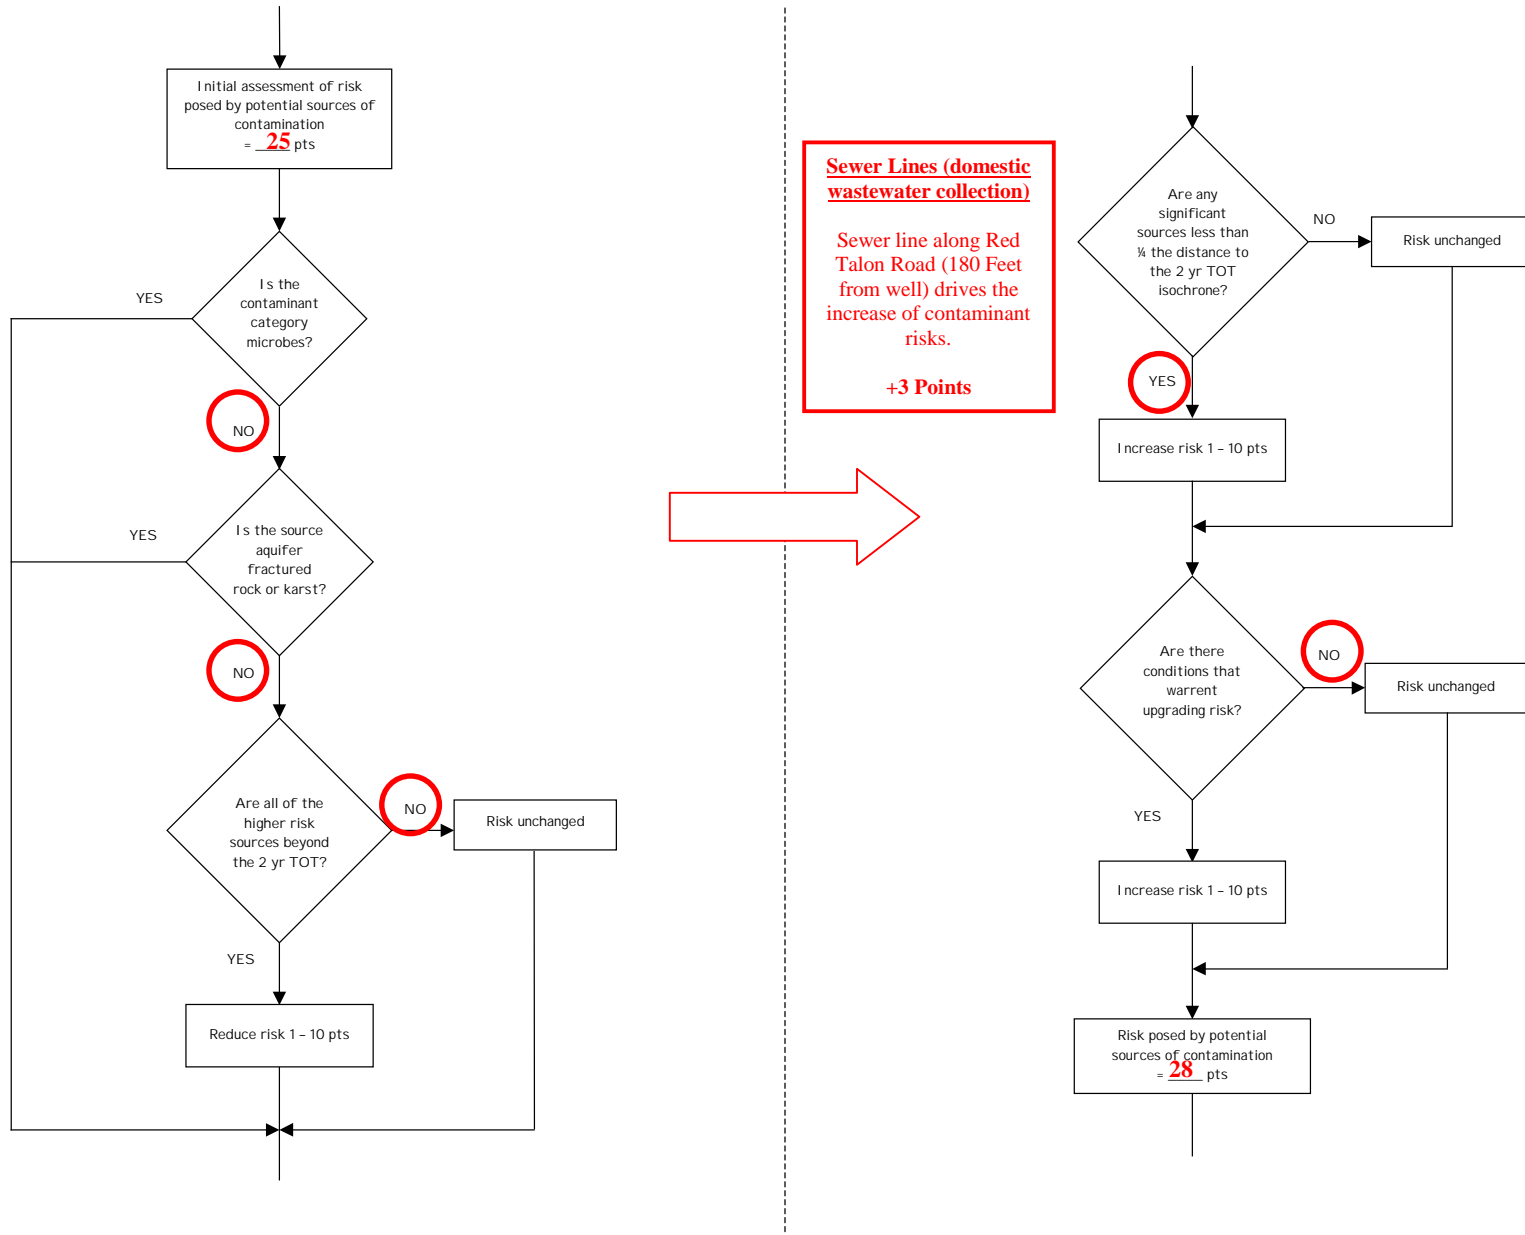 Initial assessment of risk
posed by potential sources of
contamination
= 25 pts
Is the
contaminant
category
microbes?
YES
NO
Is the source
aquifer
fractured
rock or karst?
YES
NO
Are all of the
higher risk
sources beyond
the 2 yr TOT?
NO
Risk unchanged
YES
Reduce risk 1 – 10 pts
Sewer Lines (domestic
wastewater collection)
Sewer line along Red
Talon Road (180 Feet
from well) drives the
increase of contaminant
risks.
+3 Points
Are any
significant
sources less than
¼ the distance to
the 2 yr TOT
isochrone?
NO
Risk unchanged
YES
Increase risk 1 – 10 pts
Are there
conditions that
warrent
upgrading risk?
NO
Risk unchanged
YES
Increase risk 1 – 10 pts
Risk posed by potential
sources of contamination
= 28 pts